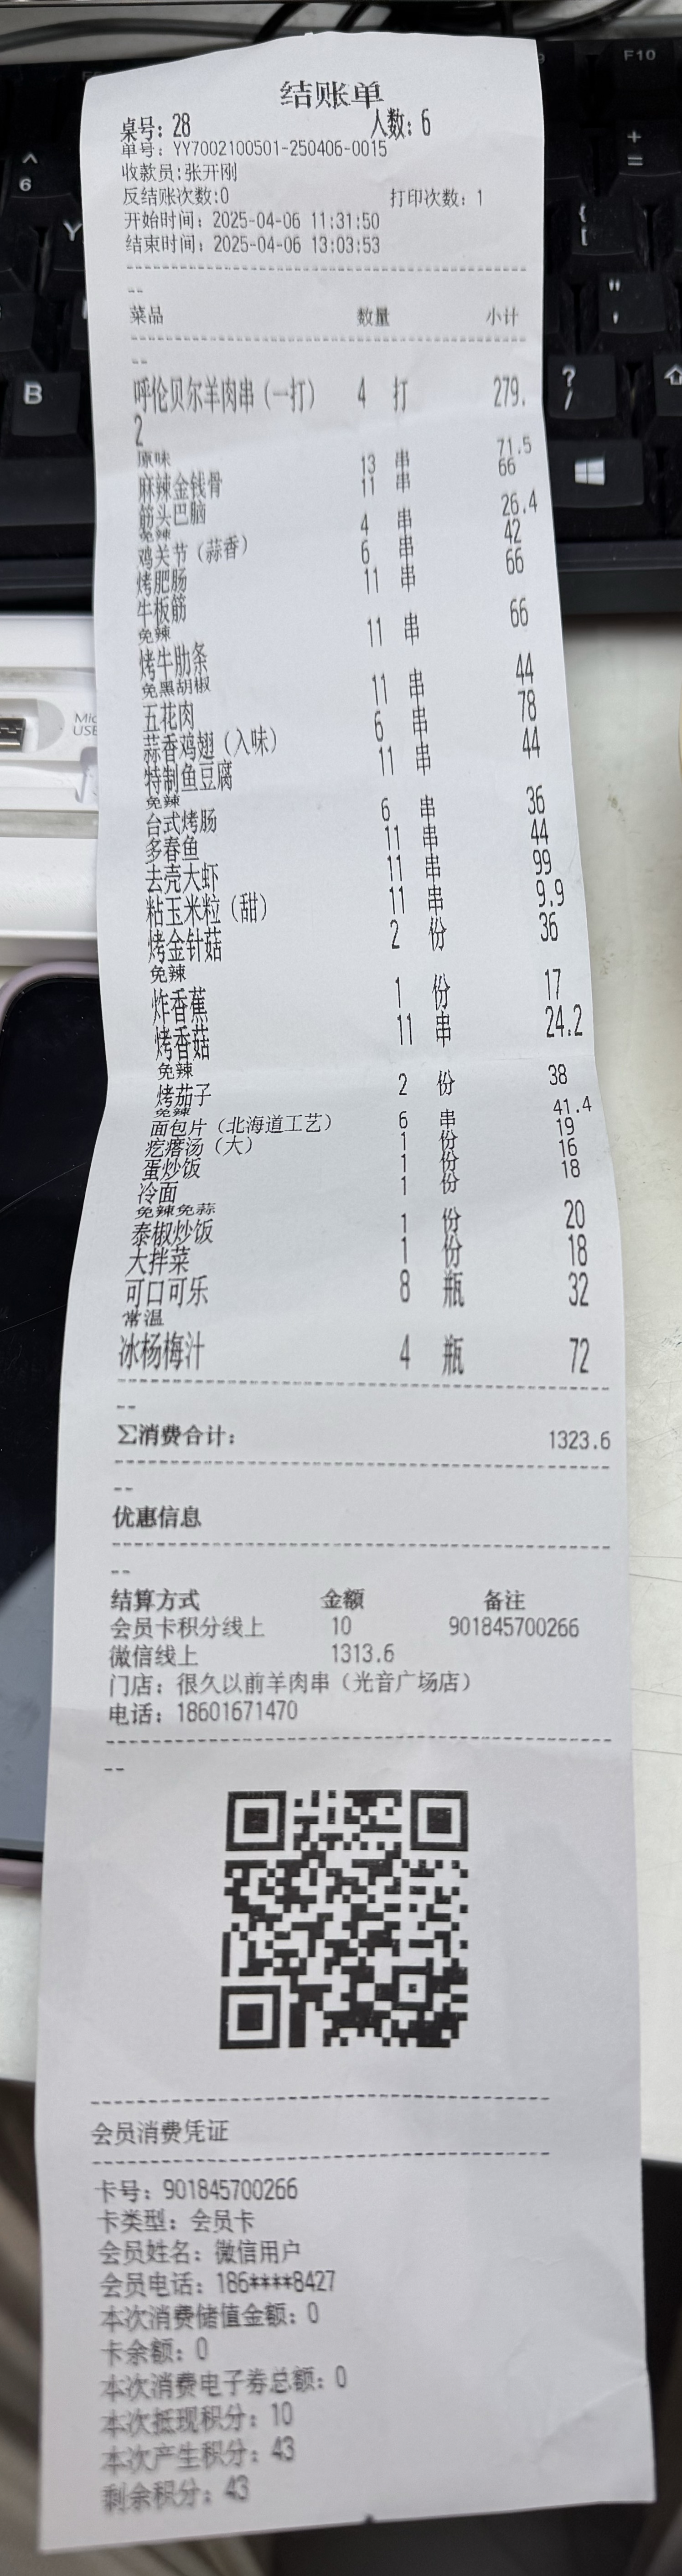 结账单
桌号: 28 人数: 6
单号: YY7002100501-250406-0015
收款员:张开刚
反结账次数:0 打印次数: 1
开始时间: 2025-04-06 11:31:50
结束时间: 2025-04-06 13:03:53
--
菜品 数量 小计
--
呼伦贝尔羊肉串 (一打) 4 打 279.
2
原味
麻辣金钱骨 13 串 71.5
筋头巴脑 11 串 66
免辣
鸡关节 (蒜香) 4 串 26.4
烤肥肠 6 串 42
牛板筋 11 串 66
免辣
烤牛肋条 11 串 66
免黑胡椒
五花肉 11 串 44
蒜香鸡翅 (入味) 6 串 78
特制鱼豆腐 11 串 44
免辣
台式烤肠 6 串 36
多春鱼 11 串 44
去壳大虾 11 串 99
粘玉米粒 (甜) 11 串 9.9
烤金针菇 2 份 36
免辣
炸香蕉 1 份 17
烤香菇 11 串 24.2
免辣
烤茄子 2 份 38
免辣
面包片 (北海道工艺) 6 串 41.4
疙瘩汤 (大) 1 份 19
蛋炒饭 1 份 16
冷面 1 份 18
免辣免蒜
泰椒炒饭 1 份 20
大拌菜 1 份 18
可口可乐 8 瓶 32
常温
冰杨梅汁 4 瓶 72
--
∑消费合计: 1323.6
--
优惠信息
--
结算方式 金额 备注
会员卡积分线上 10 901845700266
微信线上 1313.6
门店: 很久以前羊肉串 (光音广场店)
电话: 18601671470
--
会员消费凭证
卡号: 901845700266
卡类型: 会员卡
会员姓名: 微信用户
会员电话: 186****8427
本次消费储值金额: 0
卡余额: 0
本次消费电子券总额: 0
本次抵现积分: 10
本次产生积分: 43
剩余积分: 43
F10
+
=
^
6
Y
{
[
"
'
B
?
/
USB